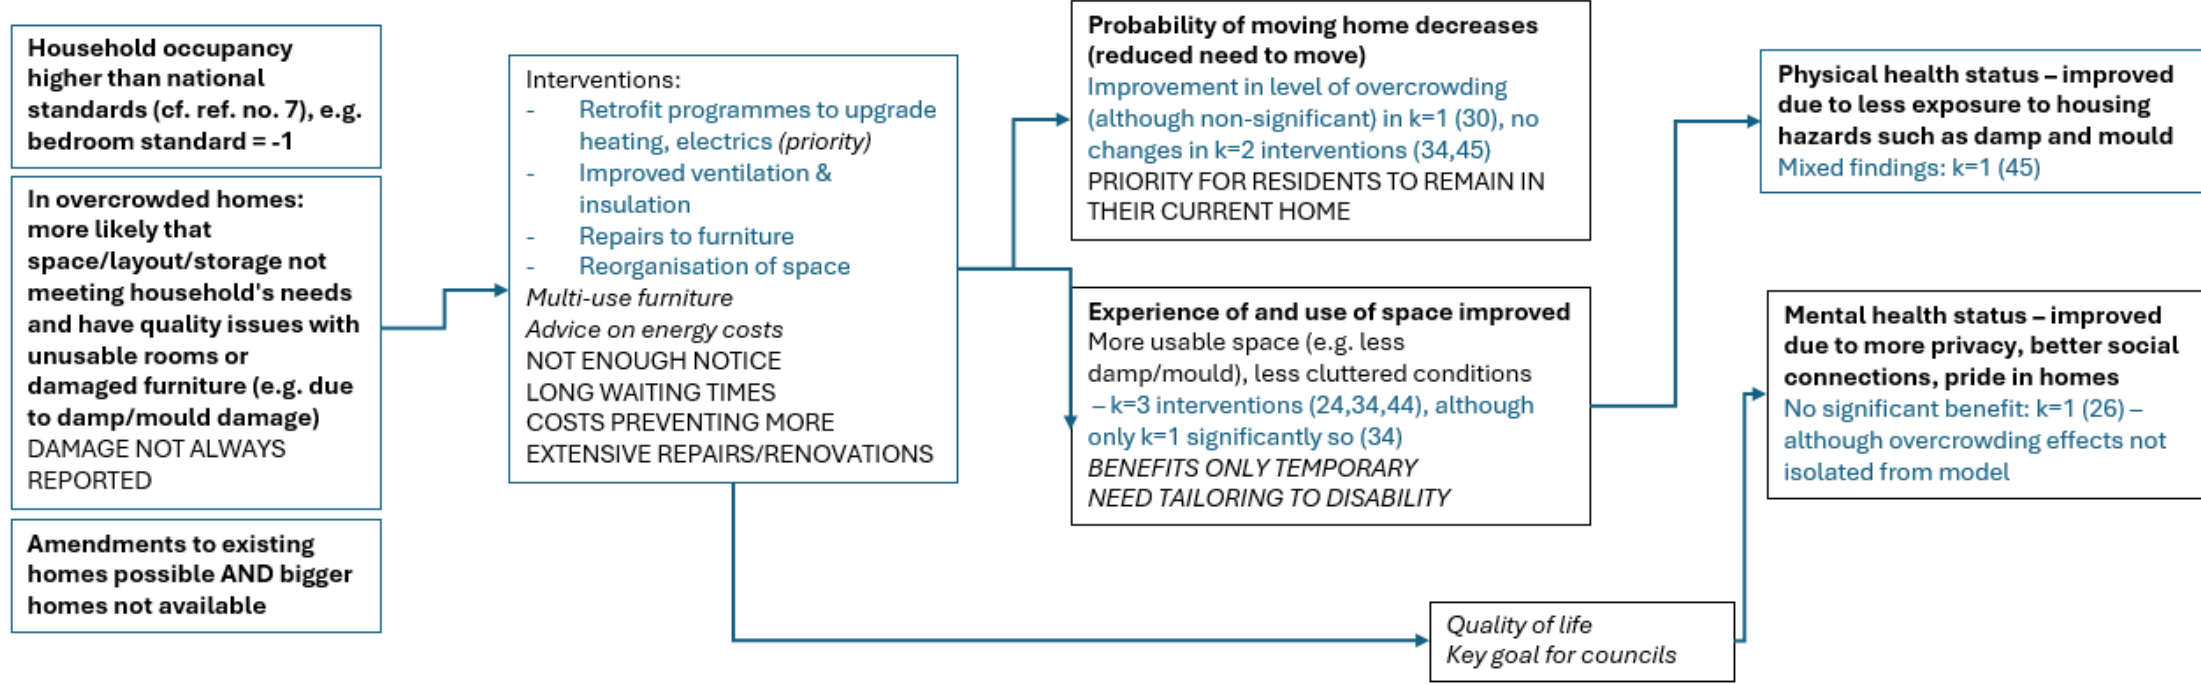 Household occupancy
higher than national
standards (cf. ref. no. 7), e.g.
bedroom standard = -1
In overcrowded homes:
more likely that
space/layout/storage not
meeting household's needs
and have quality issues with
unusable rooms or
damaged furniture (e.g. due
to damp/mould damage)
DAMAGE NOT ALWAYS
REPORTED
Amendments to existing
homes possible AND bigger
homes not available
Interventions:
- Retrofit programmes to upgrade
heating, electrics (priority)
- Improved ventilation &
insulation
- Repairs to furniture
- Reorganisation of space
Multi-use furniture
Advice on energy costs
NOT ENOUGH NOTICE
LONG WAITING TIMES
COSTS PREVENTING MORE
EXTENSIVE REPAIRS/RENOVATIONS
Probability of moving home decreases
(reduced need to move)
Improvement in level of overcrowding
(although non-significant) in k=1 (30), no
changes in k=2 interventions (34,45)
PRIORITY FOR RESIDENTS TO REMAIN IN
THEIR CURRENT HOME
Experience of and use of space improved
More usable space (e.g. less
damp/mould), less cluttered conditions
– k=3 interventions (24,34,44), although
only k=1 significantly so (34)
BENEFITS ONLY TEMPORARY
NEED TAILORING TO DISABILITY
Quality of life
Key goal for councils
Physical health status – improved
due to less exposure to housing
hazards such as damp and mould
Mixed findings: k=1 (45)
Mental health status – improved
due to more privacy, better social
connections, pride in homes
No significant benefit: k=1 (26) –
although overcrowding effects not
isolated from model